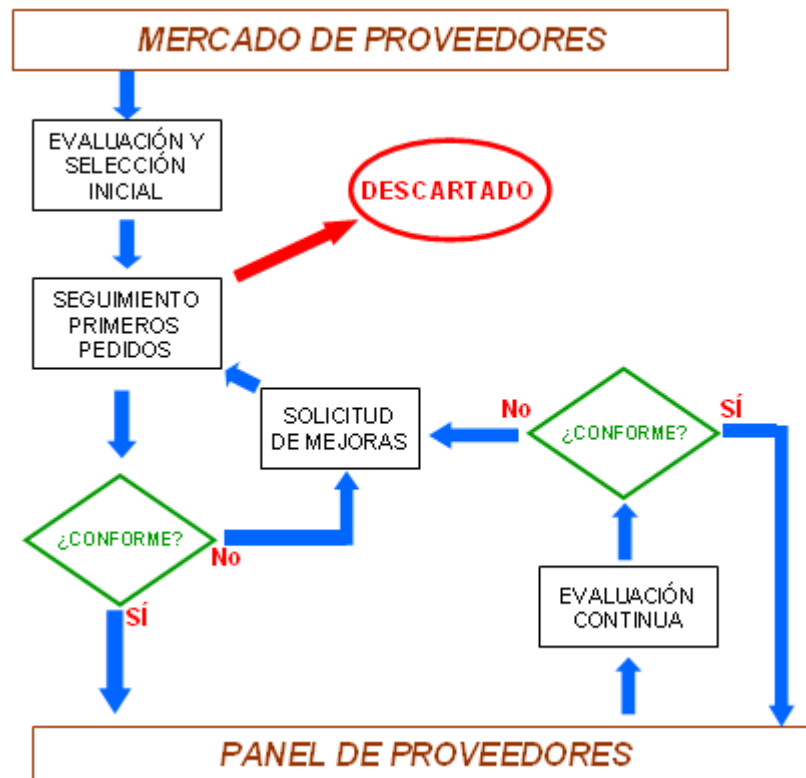 MERCADO DE PROVEEDORES
EVALUACIÓN Y
SELECCIÓN
INICIAL
DESCARTADO
SEGUIMIENTO
PRIMEROS
PEDIDOS
SOLICITUD
DE MEJORAS
No
¿CONFORME?
SÍ
¿CONFORME?
No
SÍ
EVALUACIÓN
CONTINUA
PANEL DE PROVEEDORES